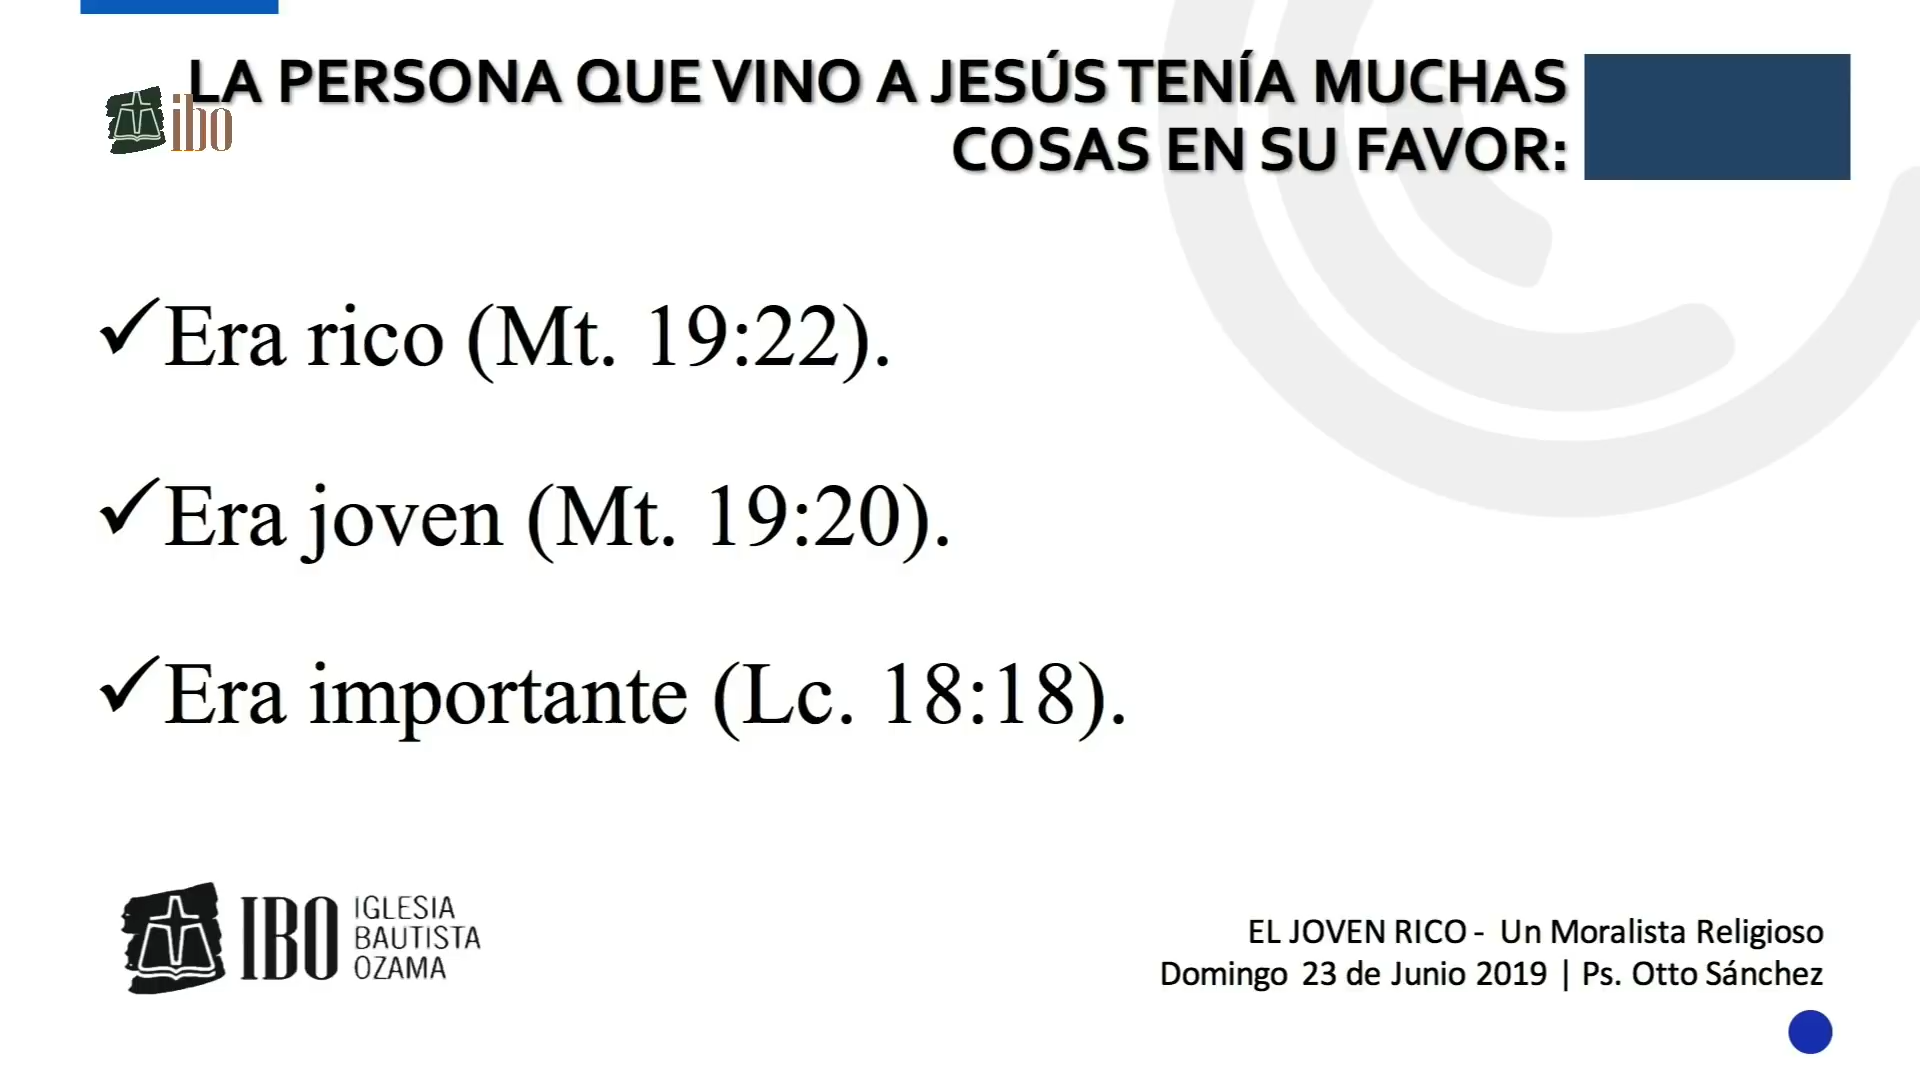 LA PERSONA QUE VINO A JESÚS TENÍA MUCHAS
COSAS EN SU FAVOR:
ibo
✓Era rico (Mt. 19:22).
✓Era joven (Mt. 19:20).
✓Era importante (Lc. 18:18).
IBO
IGLESIA
BAUTISTA
OZAMA
EL JOVEN RICO - Un Moralista Religioso
Domingo 23 de Junio 2019 | Ps. Otto Sánchez